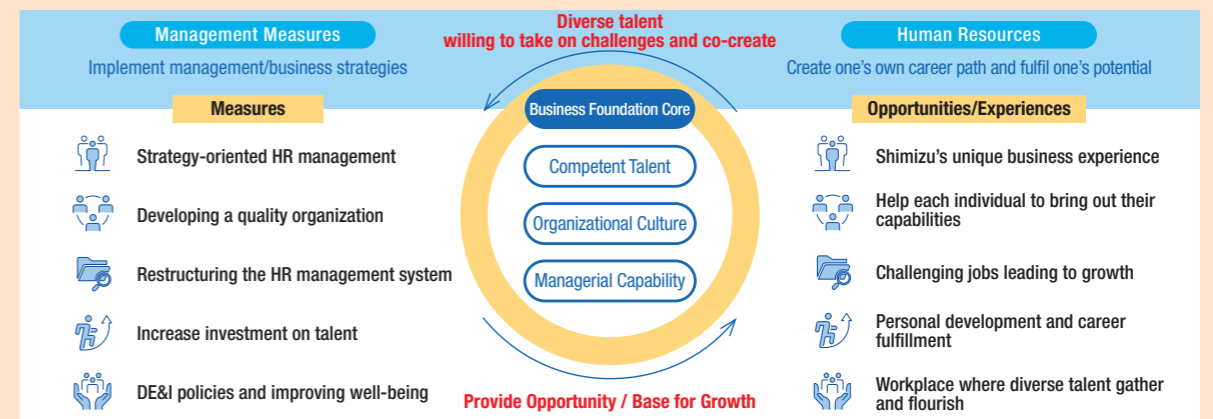 Management Measures
Implement management/business strategies
Measures
Strategy-oriented HR management
Developing a quality organization
Restructuring the HR management system
Increase investment on talent
DE&I policies and improving well-being
Diverse talent
willing to take on challenges and co-create
Business Foundation Core
Competent Talent
Organizational Culture
Managerial Capability
Provide Opportunity / Base for Growth
Human Resources
Create one's own career path and fulfil one's potential
Opportunities/Experiences
Shimizu's unique business experience
Help each individual to bring out their
capabilities
Challenging jobs leading to growth
Personal development and career
fulfillment
Workplace where diverse talent gather
and flourish